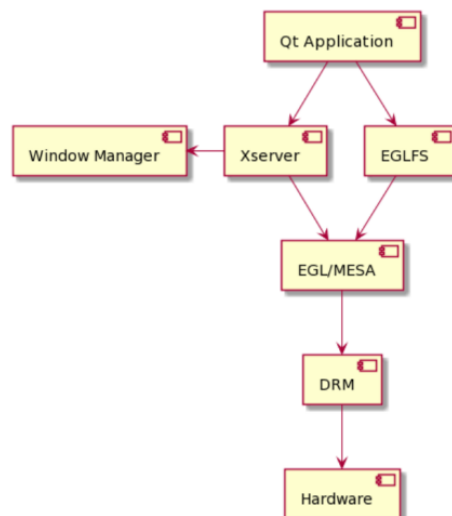 Qt Application
Window Manager
Xserver
EGLFS
EGL/MESA
DRM
Hardware